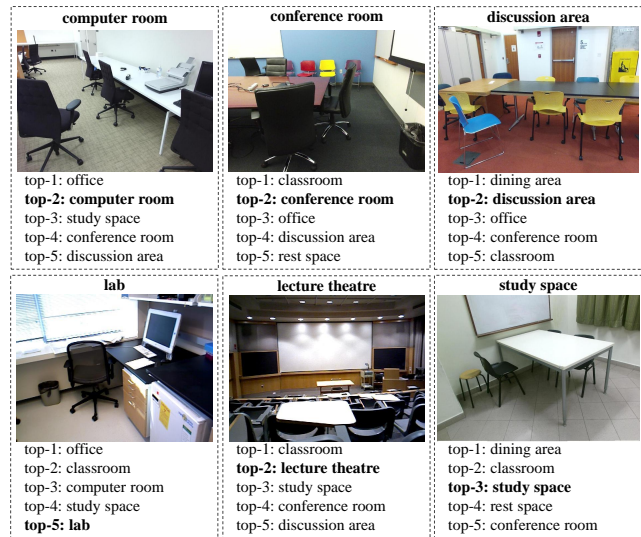 computer room
top-1: office
top-2: computer room
top-3: study space
top-4: conference room
top-5: discussion area
conference room
top-1: classroom
top-2: conference room
top-3: office
top-4: discussion area
top-5: rest space
discussion area
top-1: dining area
top-2: discussion area
top-3: office
top-4: conference room
top-5: classroom
lab
top-1: office
top-2: classroom
top-3: computer room
top-4: study space
top-5: lab
lecture theatre
top-1: classroom
top-2: lecture theatre
top-3: study space
top-4: conference room
top-5: discussion area
study space
top-1: dining area
top-2: classroom
top-3: study space
top-4: rest space
top-5: conference room